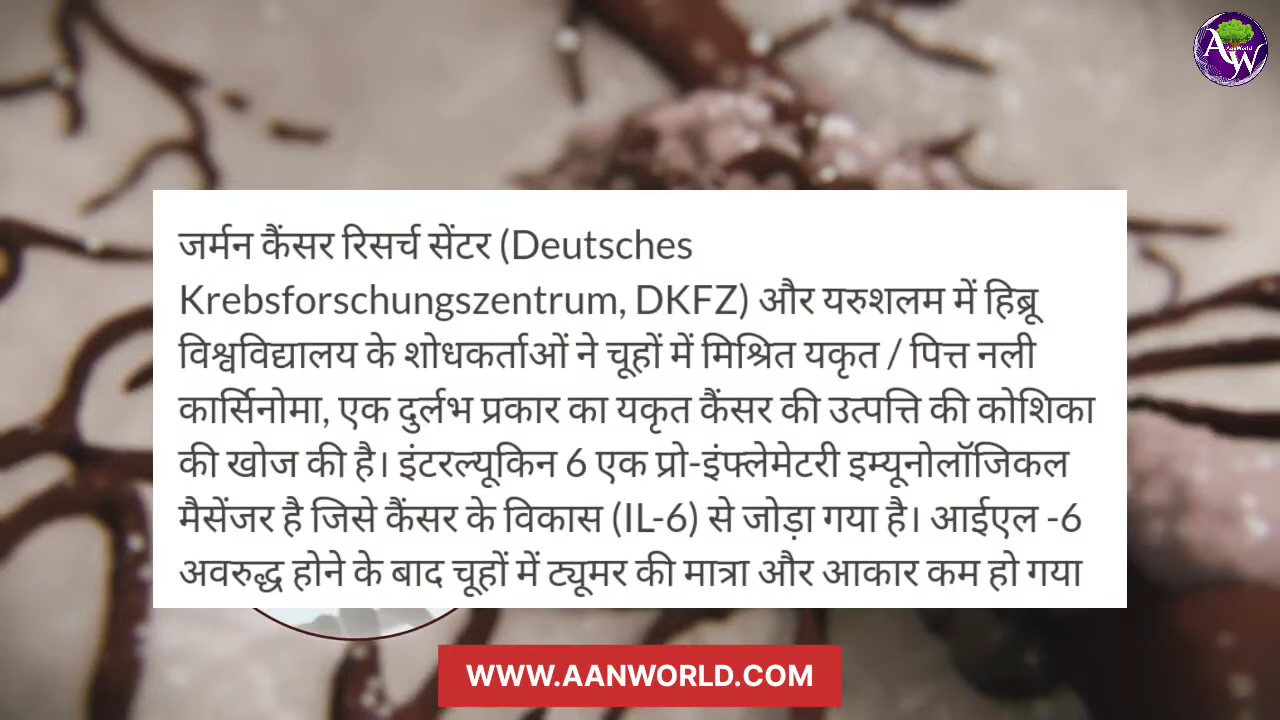 AW
AanWorld
जर्मन कैंसर रिसर्च सेंटर (Deutsches
Krebsforschungszentrum, DKFZ) और यरुशलम में हिब्रू
विश्वविद्यालय के शोधकर्ताओं ने चूहों में मिश्रित यकृत / पित्त नली
कार्सिनोमा, एक दुर्लभ प्रकार का यकृत कैंसर की उत्पत्ति की कोशिका
की खोज की है। इंटरल्यूकिन 6 एक प्रो-इंफ्लेमेटरी इम्यूनोलॉजिकल
मैसेंजर है जिसे कैंसर के विकास (IL-6) से जोड़ा गया है। आईएल -6
अवरुद्ध होने के बाद चूहों में ट्यूमर की मात्रा और आकार कम हो गया
WWW.AANWORLD.COM